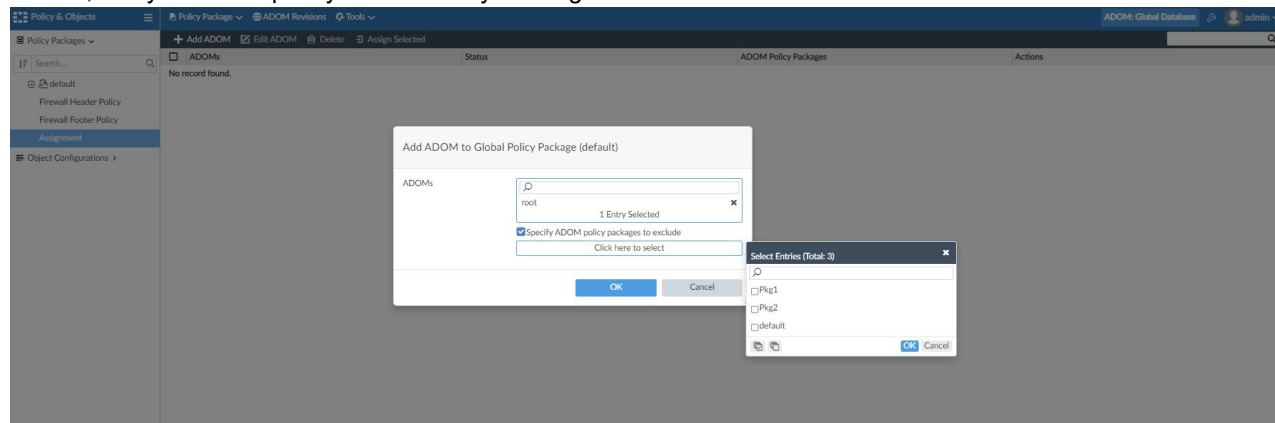 Policy & Objects
Policy Package
ADOM Revisions
Tools
ADOM: Global Database
admin
Policy Packages
Add ADOM
Edit ADOM
Delete
Assign Selected
Search...
ADOMs
Status
ADOM Policy Packages
Actions
No record found.
default
Firewall Header Policy
Firewall Footer Policy
Assignment
Object Configurations
Add ADOM to Global Policy Package (default)
ADOMs
root
1 Entry Selected
Specify ADOM policy packages to exclude
Click here to select
OK
Cancel
Select Entries (Total: 3)
Pkg1
Pkg2
default
OK
Cancel